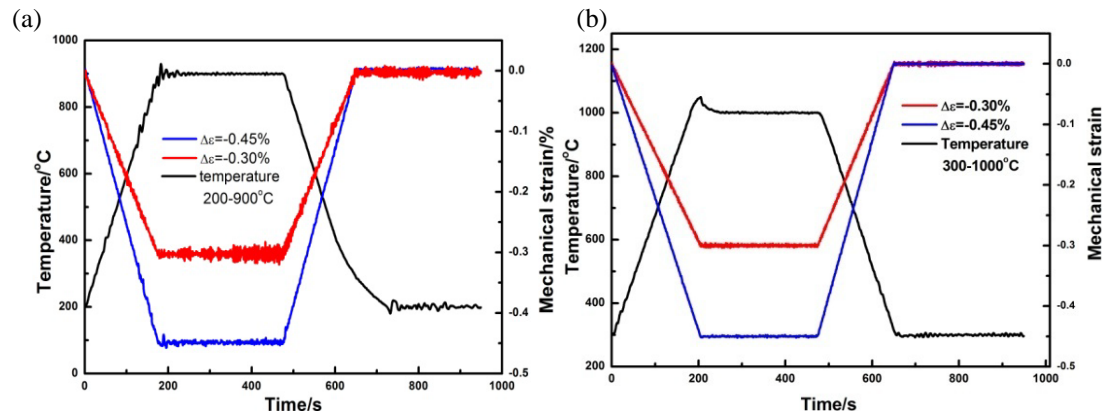 (a)
1000
800
600
400
200
0
Temperature/°C
0.0
-0.1
-0.2
-0.3
-0.4
-0.5
Mechanical strain/%
Δε=-0.45%
Δε=-0.30%
temperature
200-900°C
0 200 400 600 800 1000
Time/s
(b)
1200
1000
800
600
400
200
Temperature/°C
0.0
-0.1
-0.2
-0.3
-0.4
-0.5
Mechanical strain
Δε=-0.30%
Δε=-0.45%
Temperature
300-1000°C
0 200 400 600 800 1000
Time/s